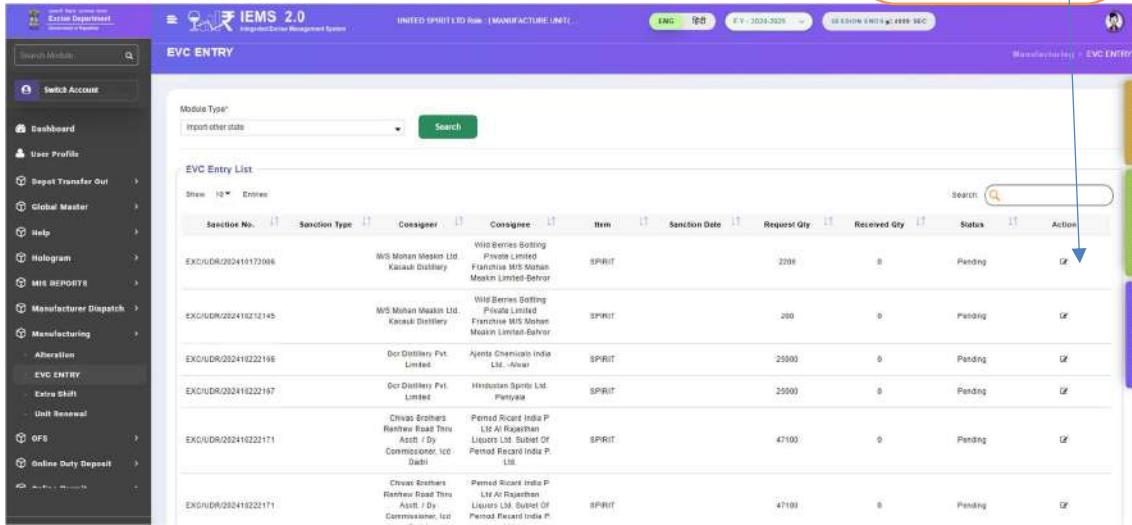 Excise Department
IEMS 2.0
Integrated Excise Management System
UNITED SPIRIT LTD Role : [MANUFACTURE UNIT(...
ENG हिंदी
F.Y - 2024-2025
Search Module
EVC ENTRY
Manufacturing > EVC ENTRY
Switch Account
Dashboard
User Profile
Depot Transfer Out
Global Master
Help
Hologram
MIS REPORTS
Manufacturer Dispatch
Manufacturing
Alteration
EVC ENTRY
Extra Shift
Unit Renewal
OFS
Online Duty Deposit
Module Type*
Import other state
Search
EVC Entry List
Show 10 Entries
Search:
Sanction No. Sanction Type Consigner Consignee Item Sanction Date Request Qty Received Qty Status Action
EXC/UDR/202410172086 M/S Mohan Meakin Ltd. Kasauli Distillery Wild Berries Bottling Private Limited Franchise M/S Mohan Meakin Limited-Behror SPIRIT 2200 0 Pending
EXC/UDR/202410212145 M/S Mohan Meakin Ltd. Kasauli Distillery Wild Berries Bottling Private Limited Franchise M/S Mohan Meakin Limited-Behror SPIRIT 200 0 Pending
EXC/UDR/202410222166 Dcr Distillery Pvt. Limited Ajenta Chemicals India Ltd. -Alwar SPIRIT 25000 0 Pending
EXC/UDR/202410222167 Dcr Distillery Pvt. Limited Hindustan Spirits Ltd. Paniyala SPIRIT 25000 0 Pending
EXC/UDR/202410222171 Chivas Brothers Renfrew Road Thru Asstt. / Dy Commissioner, Icd Dadri Pernod Ricard India P Ltd At Rajasthan Liquors Ltd. Sublet Of Pernod Recard India P. Ltd. SPIRIT 47100 0 Pending
EXC/UDR/202410222171 Chivas Brothers Renfrew Road Thru Asstt. / Dy Commissioner, Icd Pernod Ricard India P Ltd At Rajasthan Liquors Ltd. Sublet Of Pernod Recard India P. SPIRIT 47100 0 Pending